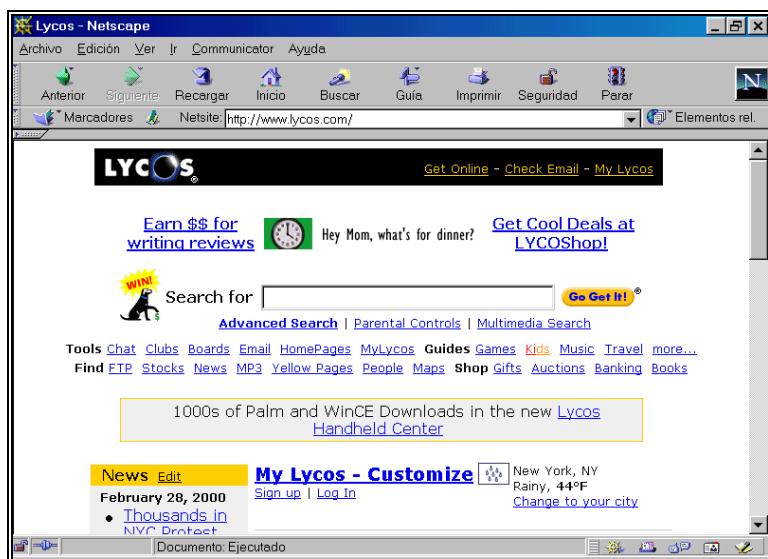 Lycos - Netscape
Archivo Edición Ver Ir Communicator Ayuda
Anterior Siguiente Recargar Inicio Buscar Guía Imprimir Seguridad Parar
N
Marcadores Netsite: http://www.lycos.com/ Elementos rel.
LYCOS® Get Online - Check Email - My Lycos
Earn $$ for Hey Mom, what's for dinner? Get Cool Deals at
writing reviews LYCOShop!
WIN!
Search for Go Get It!®
Advanced Search | Parental Controls | Multimedia Search
Tools Chat Clubs Boards Email HomePages MyLycos Guides Games Kids Music Travel more...
Find FTP Stocks News MP3 Yellow Pages People Maps Shop Gifts Auctions Banking Books
1000s of Palm and WinCE Downloads in the new Lycos
Handheld Center
News Edit
February 28, 2000
• Thousands in
NYC Protest
My Lycos - Customize
Sign up | Log In
New York, NY
Rainy, 44°F
Change to your city
Documento: Ejecutado